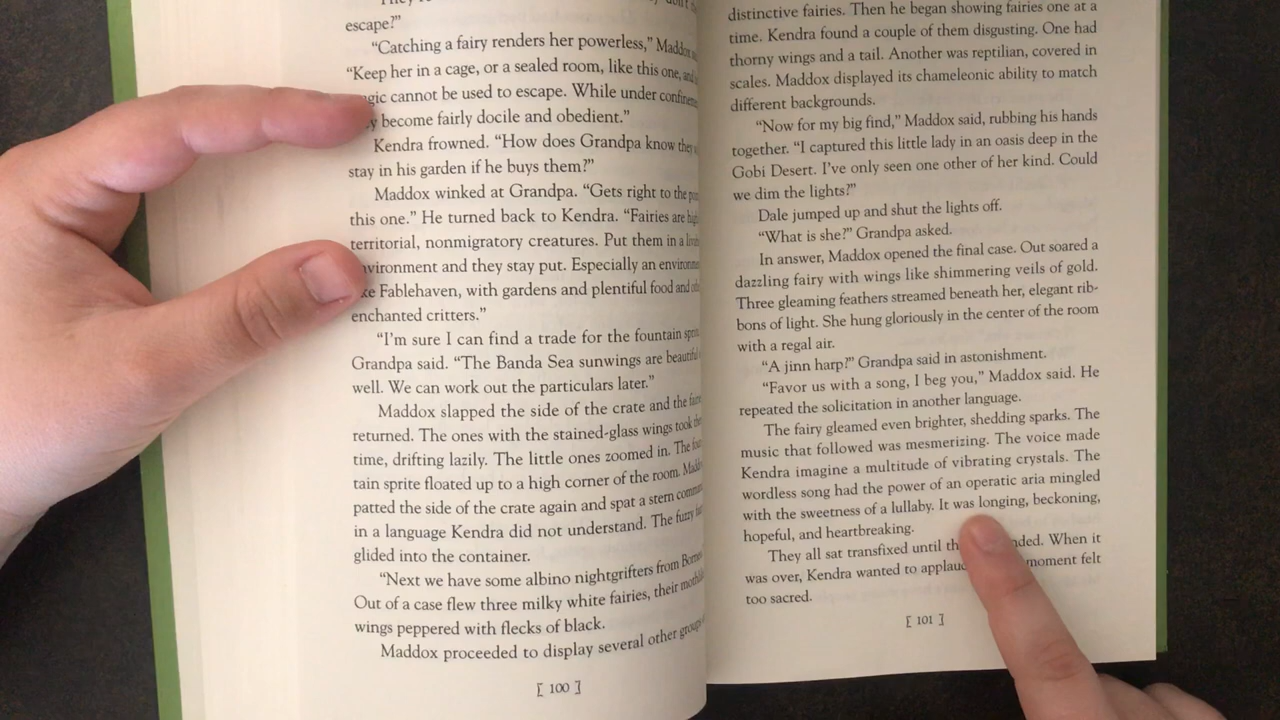 escape?”
“Catching a fairy renders her powerless,” Maddox
“Keep her in a cage, or a sealed room, like this one, and
cannot be used to escape. While under
become fairly docile and obedient.”
Kendra frowned. “How does Grandpa know they
stay in his garden if he buys them?”
Maddox winked at Grandpa. “Gets right to the
this one.” He turned back to Kendra. “Fairies are
territorial, nonmigratory creatures. Put them in a
and they stay put. Especially an
Fablehaven, with gardens and plentiful food and
enchanted critters.”
“I’m sure I can find a trade for the fountain
Grandpa said. “The Banda Sea sunwings are
well. We can work out the particulars later.”
Maddox slapped the side of the crate and the
returned. The ones with the stained-glass wings took
time, drifting lazily. The little ones zoomed in. The
tain sprite floated up to a high corner of the room.
patted the side of the crate again and spat a stern
in a language Kendra did not understand. The fuzzy
glided into the container.
“Next we have some albino nightgrifters from
Out of a case flew three milky white fairies, their
wings peppered with flecks of black.
Maddox proceeded to display several other
[ 100 ]
distinctive fairies. Then he began showing fairies one at a
time. Kendra found a couple of them disgusting. One had
thorny wings and a tail. Another was reptilian, covered in
scales. Maddox displayed its chameleonic ability to match
different backgrounds.
“Now for my big find,” Maddox said, rubbing his hands
together. “I captured this little lady in an oasis deep in the
Gobi Desert. I’ve only seen one other of her kind. Could
we dim the lights?”
Dale jumped up and shut the lights off.
“What is she?” Grandpa asked.
In answer, Maddox opened the final case. Out soared a
dazzling fairy with wings like shimmering veils of gold.
Three gleaming feathers streamed beneath her, elegant rib-
bons of light. She hung gloriously in the center of the room
with a regal air.
“A jinn harp?” Grandpa said in astonishment.
“Favor us with a song, I beg you,” Maddox said. He
repeated the solicitation in another language.
The fairy gleamed even brighter, shedding sparks. The
music that followed was mesmerizing. The voice made
Kendra imagine a multitude of vibrating crystals. The
wordless song had the power of an operatic aria mingled
with the sweetness of a lullaby. It was longing, beckoning,
hopeful, and heartbreaking.
They all sat transfixed until When it
was over, Kendra wanted to moment felt
too sacred.
[ 101 ]